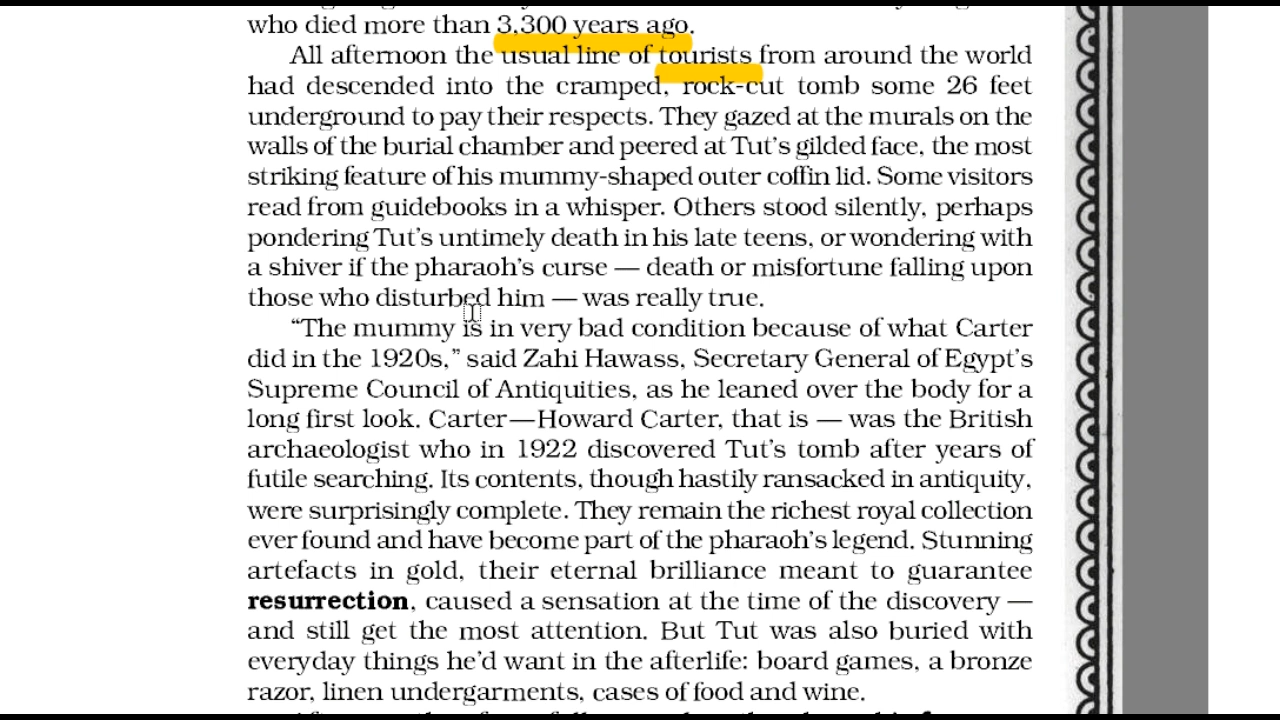 who died more than 3,300 years ago.
All afternoon the usual line of tourists from around the world
had descended into the cramped, rock-cut tomb some 26 feet
underground to pay their respects. They gazed at the murals on the
walls of the burial chamber and peered at Tut's gilded face, the most
striking feature of his mummy-shaped outer coffin lid. Some visitors
read from guidebooks in a whisper. Others stood silently, perhaps
pondering Tut's untimely death in his late teens, or wondering with
a shiver if the pharaoh's curse — death or misfortune falling upon
those who disturbed him — was really true.
“The mummy is in very bad condition because of what Carter
did in the 1920s,” said Zahi Hawass, Secretary General of Egypt's
Supreme Council of Antiquities, as he leaned over the body for a
long first look. Carter—Howard Carter, that is — was the British
archaeologist who in 1922 discovered Tut's tomb after years of
futile searching. Its contents, though hastily ransacked in antiquity,
were surprisingly complete. They remain the richest royal collection
ever found and have become part of the pharaoh's legend. Stunning
artefacts in gold, their eternal brilliance meant to guarantee
resurrection, caused a sensation at the time of the discovery —
and still get the most attention. But Tut was also buried with
everyday things he'd want in the afterlife: board games, a bronze
razor, linen undergarments, cases of food and wine.